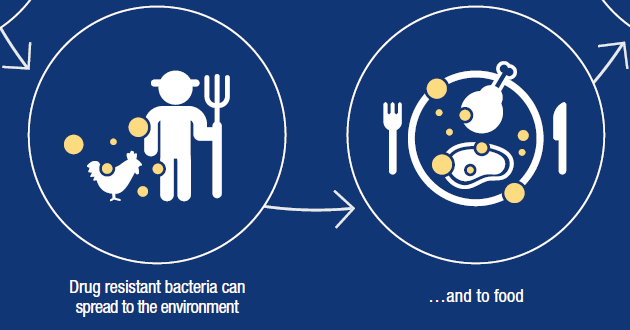 Drug resistant bacteria can
spread to the environment
…and to food